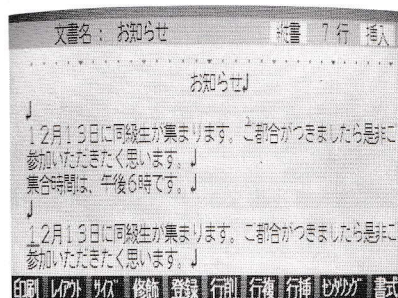 文書名: お知らせ 縦書 7行 挿入
お知らせ↲
↲
12月13日に同級生が集まります。ご都合がつきましたら是非ご
参加いただきたく思います。↲
集合時間は、午後6時です。↲
↲
12月13日に同級生が集まります。ご都合がつきましたら是非ご
参加いただきたく思います。↲
印刷 レイアウト サイズ 修飾 登録 行削 行複 行挿 センタリング 書式